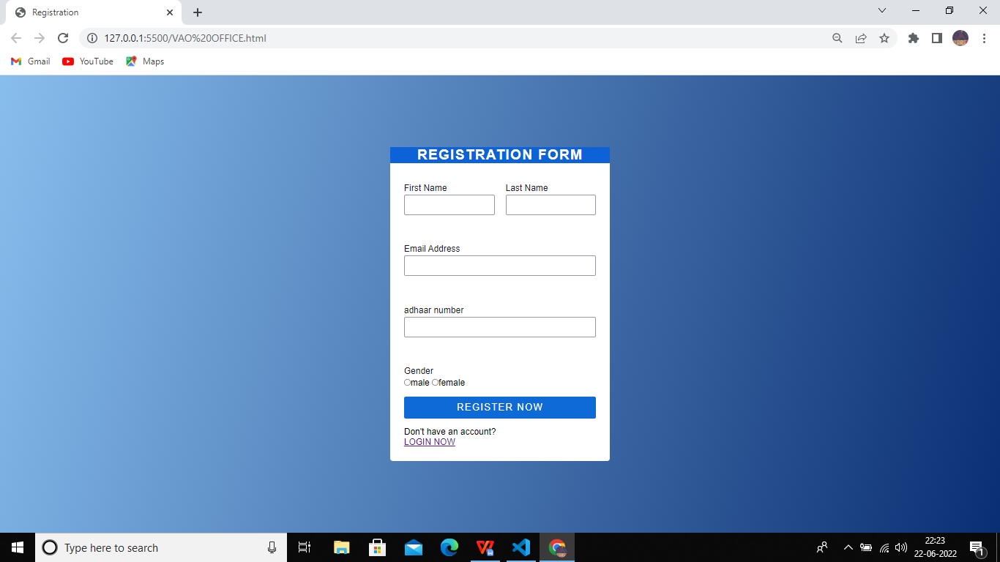 Registration
127.0.0.1:5500/VAO%20OFFICE.html
Gmail YouTube Maps
REGISTRATION FORM
First Name Last Name
Email Address
adhaar number
Gender
male female
REGISTER NOW
Don't have an account?
LOGIN NOW
Type here to search
22:23
22-06-2022
1